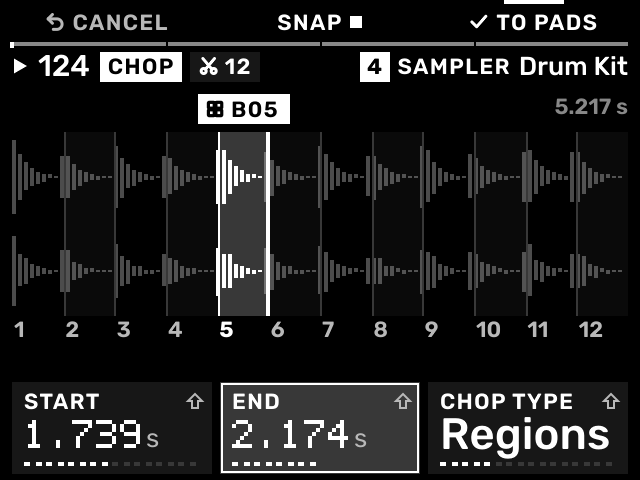 CANCEL SNAP TO PADS
124 CHOP 12 4 SAMPLER Drum Kit
B05 5.217 s
1 2 3 4 5 6 7 8 9 10 11 12
START END CHOP TYPE
1.739 s 2.174 s Regions